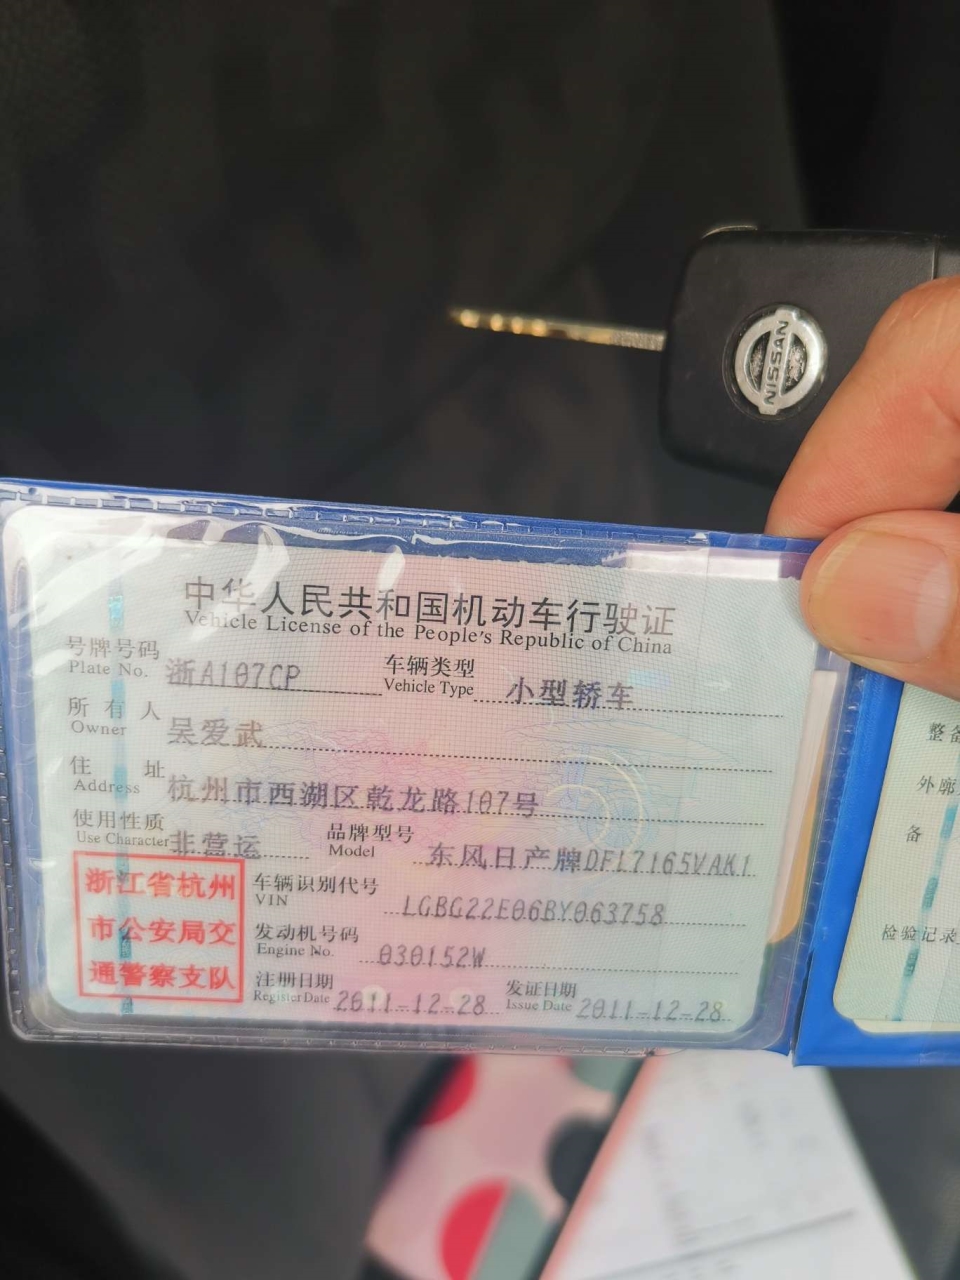 NISSAN
中华人民共和国机动车行驶证
Vehicle License of the People's Republic of China
号牌号码 浙A107CP 车辆类型 小型轿车
Plate No. Vehicle Type
所有人 吴爱武
Owner
住址 杭州市西湖区乾龙路107号
Address
使用性质 非营运 品牌型号 东风日产牌DFL7165VAK1
Use Character Model
浙江省杭州
市公安局交
通警察支队
车辆识别代号 LGBG22E06BY063758
VIN
发动机号码 030152W
Engine No.
注册日期 2011-12-28 发证日期 2011-12-28
Register Date Issue Date
整备
外廓
备
检验记录